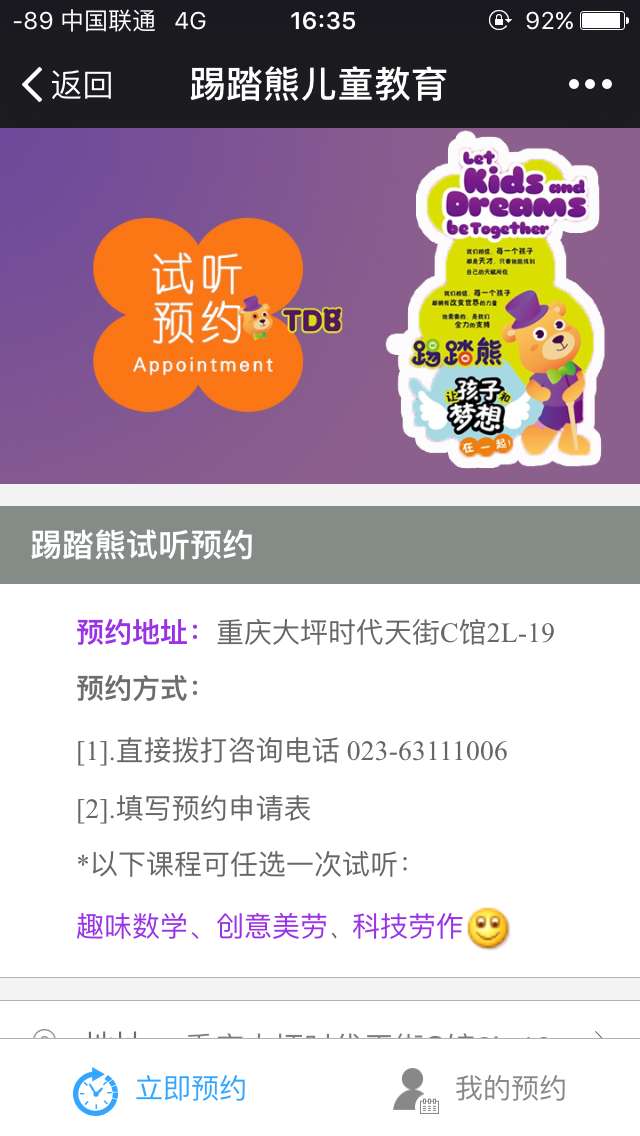 -89 中国联通 4G 16:35 92%
返回 踢踏熊儿童教育 •••
试听
预约
TDB
Appointment
Let
Kids and
Dreams
be Together
我们相信，每一个孩子
都是天才，只要他能找到
自己的天赋所在
我们相信，每一个孩子
都拥有改变世界的力量
他需要的，是我们
全力的支持
踢踏熊
让孩子和
梦想
在一起!
踢踏熊试听预约
预约地址：重庆大坪时代天街C馆2L-19
预约方式：
[1].直接拨打咨询电话 023-63111006
[2].填写预约申请表
*以下课程可任选一次试听：
趣味数学、创意美劳、科技劳作
立即预约 我的预约